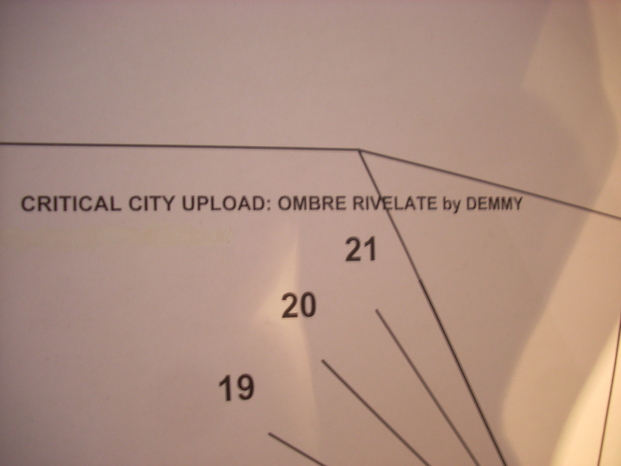 CRITICAL CITY UPLOAD: OMBRE RIVELATE by DEMMY
21
20
19